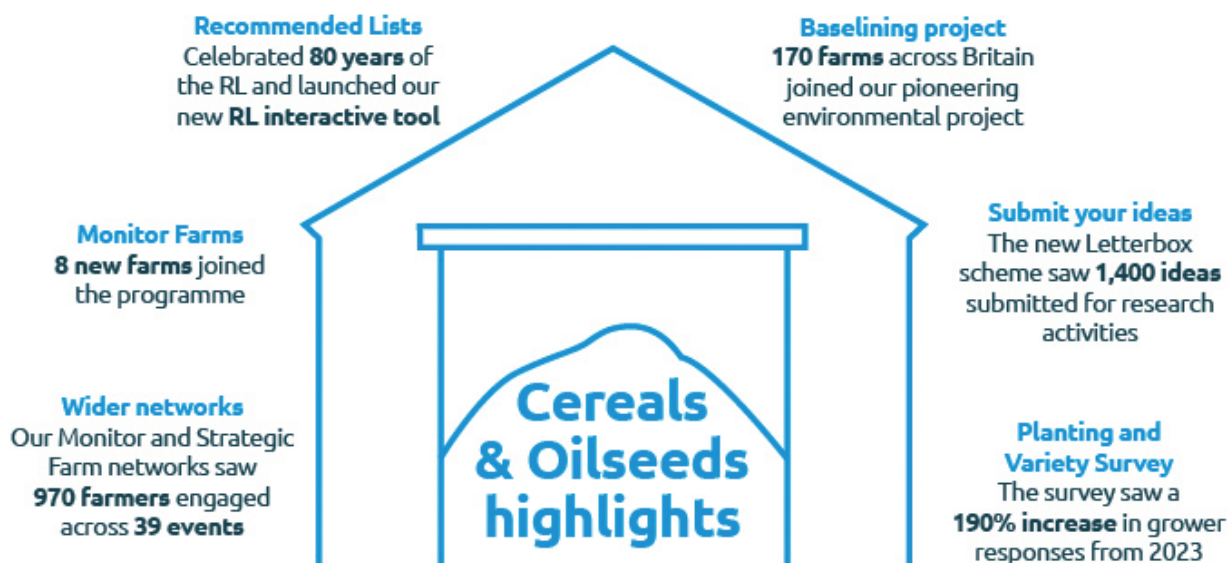 Recommended Lists
Celebrated 80 years of
the RL and launched our
new RL interactive tool
Baselining project
170 farms across Britain
joined our pioneering
environmental project
Monitor Farms
8 new farms joined
the programme
Submit your ideas
The new Letterbox
scheme saw 1,400 ideas
submitted for research
activities
Wider networks
Our Monitor and Strategic
Farm networks saw
970 farmers engaged
across 39 events
Cereals
& Oilseeds
highlights
Planting and
Variety Survey
The survey saw a
190% increase in grower
responses from 2023